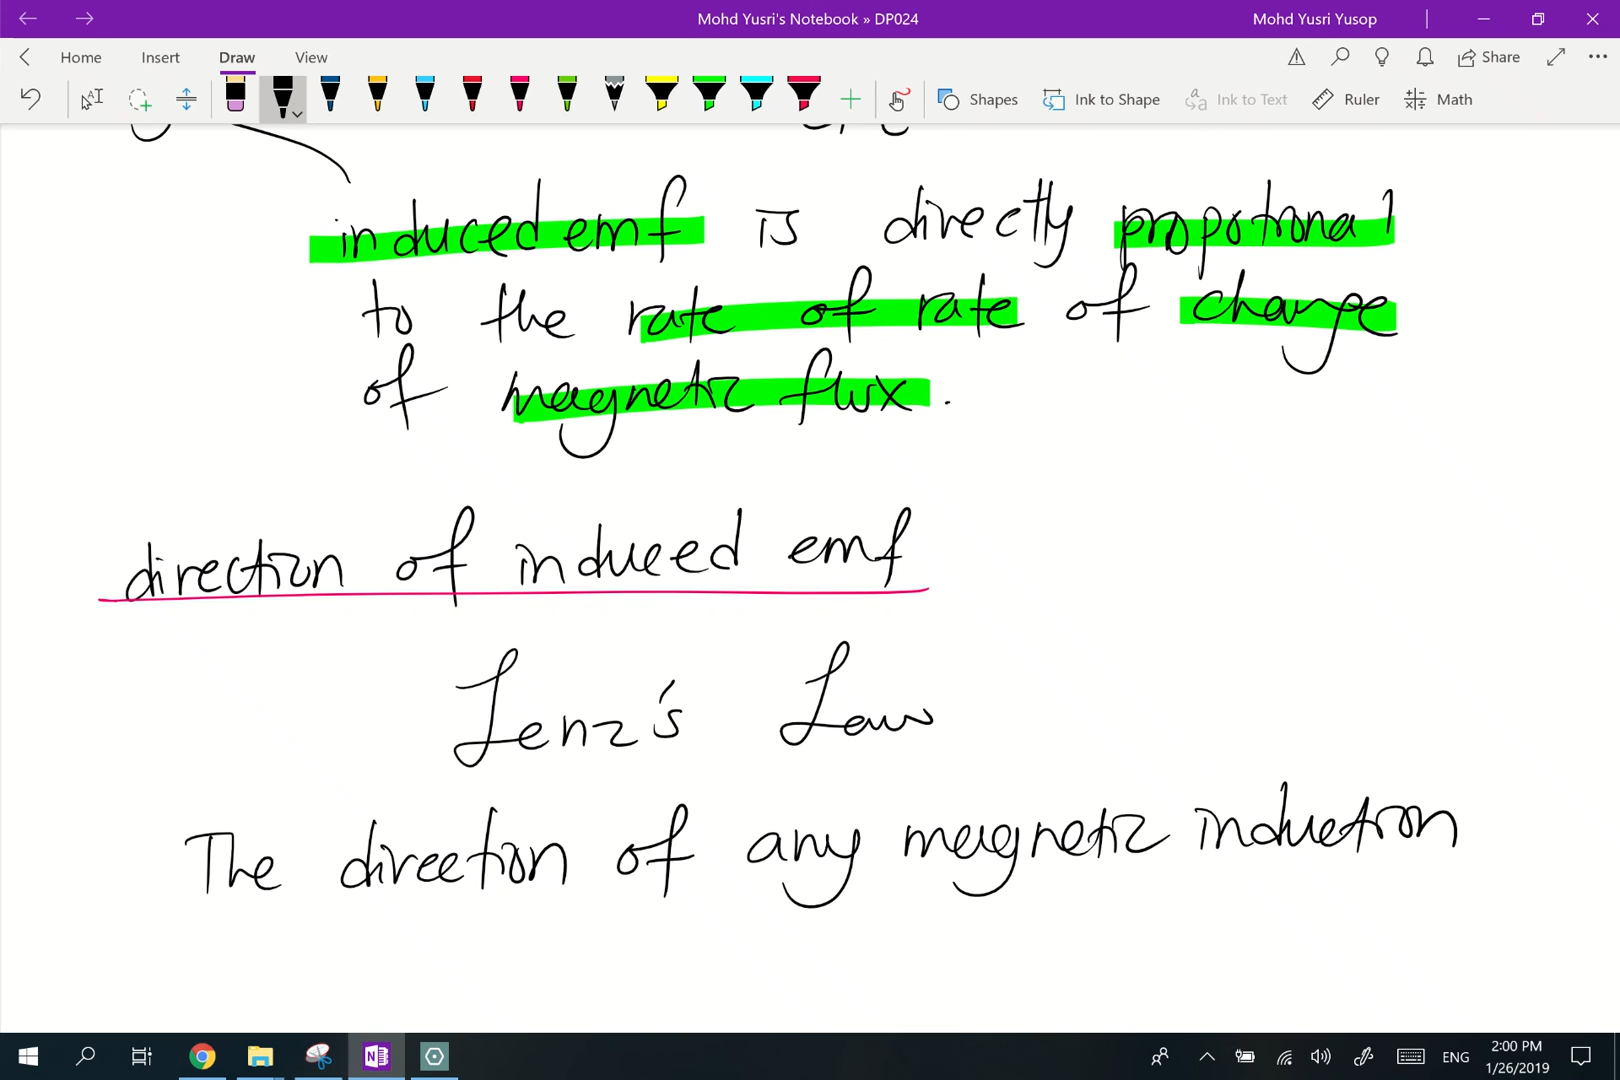 Mohd Yusri's Notebook » DP024
Mohd Yusri Yusop
Home Insert Draw View
Share
Shapes Ink to Shape Ink to Text Ruler Math
induced emf is directly propotional
to the rate of rate of change
of magnetic flux.
direction of induced emf
Lenz's Law
The direction of any magnetic induction
ENG
2:00 PM
1/26/2019